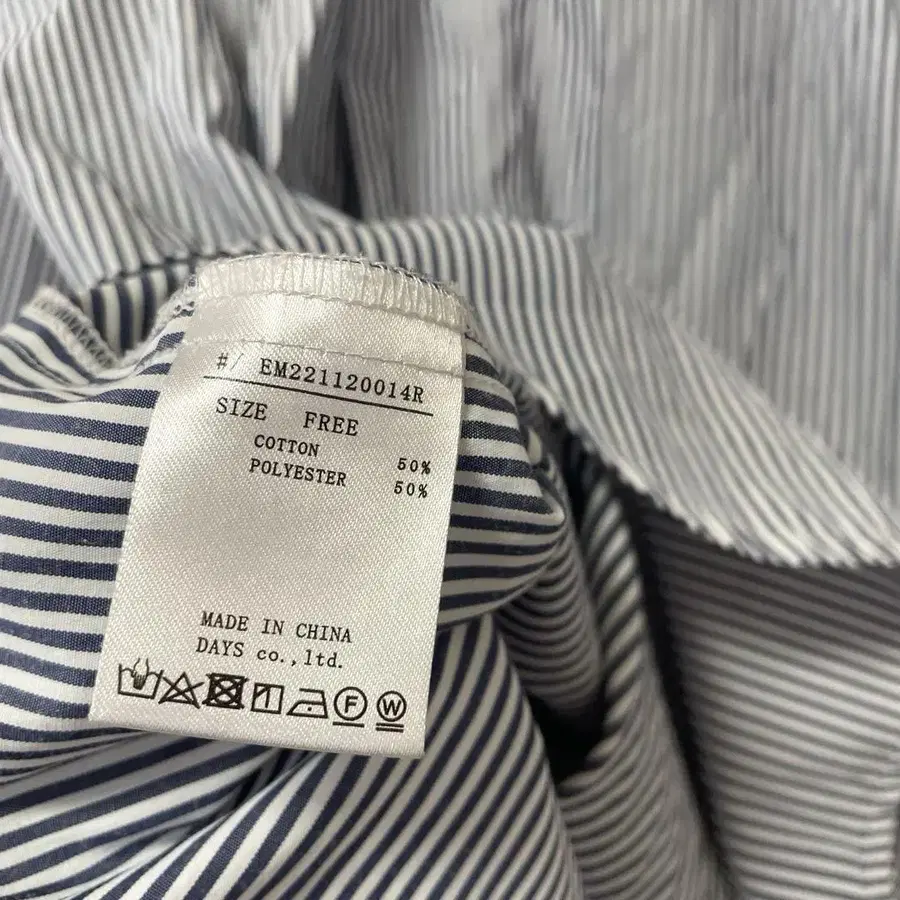 #/ EM221120014R
SIZE FREE
COTTON 50%
POLYESTER 50%
MADE IN CHINA
DAYS co.,ltd.
F W